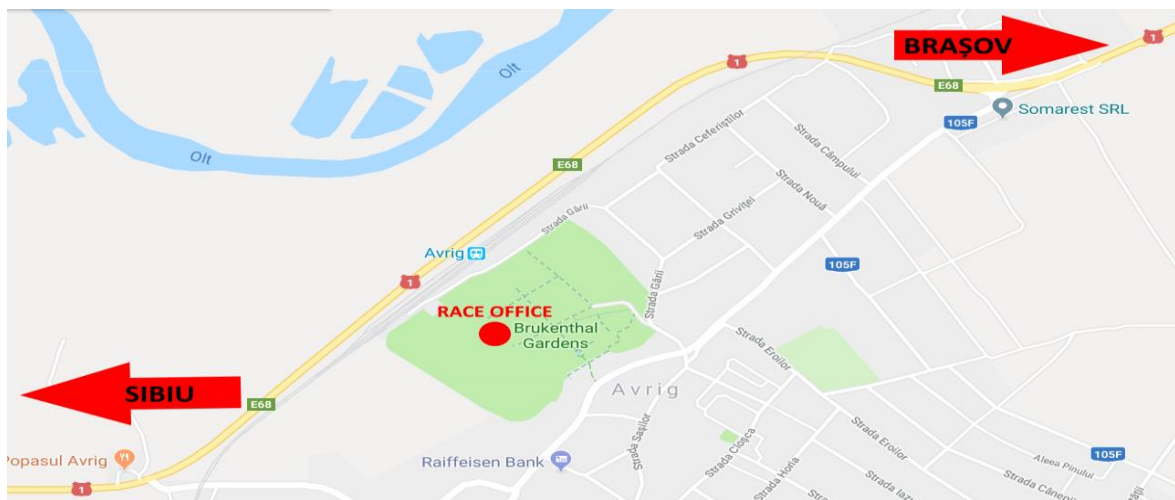 BRAŞOV
1
1
E68
Somarest SRL
Olt
105F
Strada Ceferiștilor
Strada Câmpului
Olt
E68
Strada Nouă
Strada Griviței
Strada Gării
Avrig
105F
1
Strada Gării
RACE OFFICE
Brukenthal
Gardens
Strada Eroilor
SIBIU
Avrig
E68
Strada Sașilor
Strada Cloșca
Strada Eroilor
Popasul Avrig
Raiffeisen Bank
105F
Aleea Pinului
Strada Horia
1